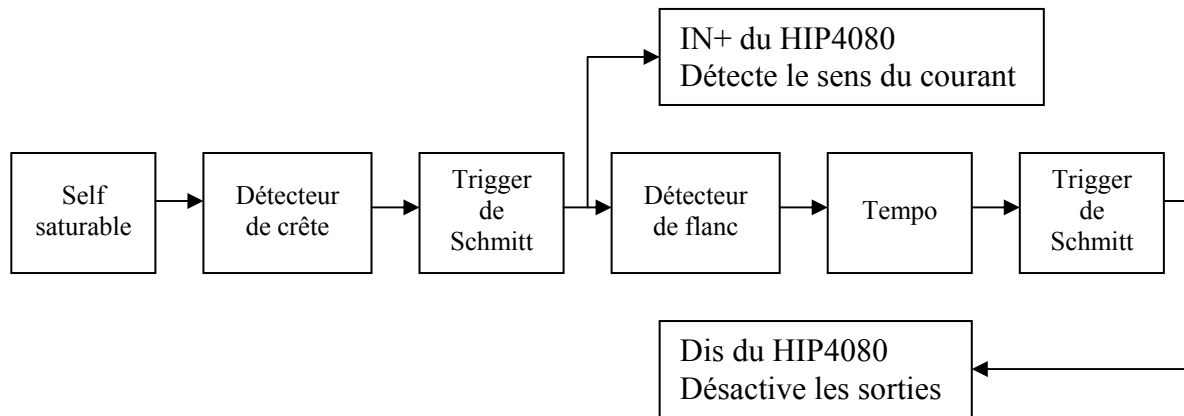 IN+ du HIP4080
Détecte le sens du courant
Self
saturable
Détecteur
de crête
Trigger
de
Schmitt
Détecteur
de flanc
Tempo
Trigger
de
Schmitt
Dis du HIP4080
Désactive les sorties